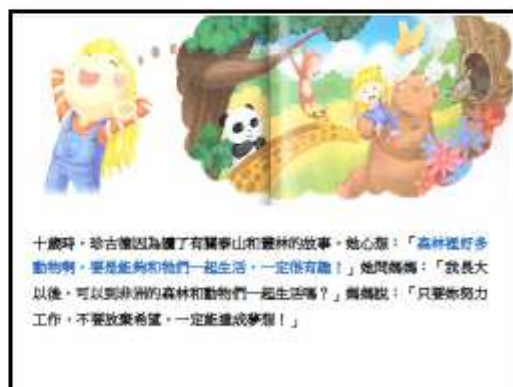 十歲時，珍古德因為讀了有關泰山和叢林的故事，她心想：「森林裡好多
動物啊，要是能夠和牠們一起生活，一定很有趣！」她問媽媽：「我長大
以後，可以到非洲的森林和動物們一起生活嗎？」媽媽說：「只要妳努力
工作，不要放棄希望，一定能達成夢想！」